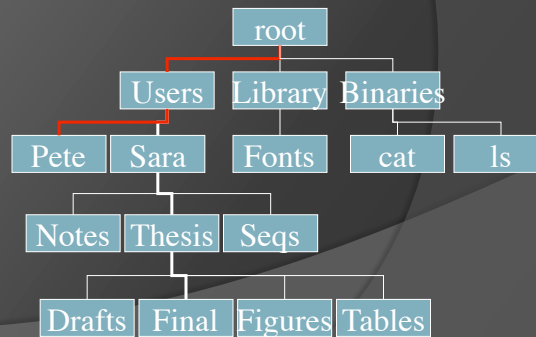 root
Users Library Binaries
Pete Sara Fonts cat ls
Notes Thesis Seqs
Drafts Final Figures Tables